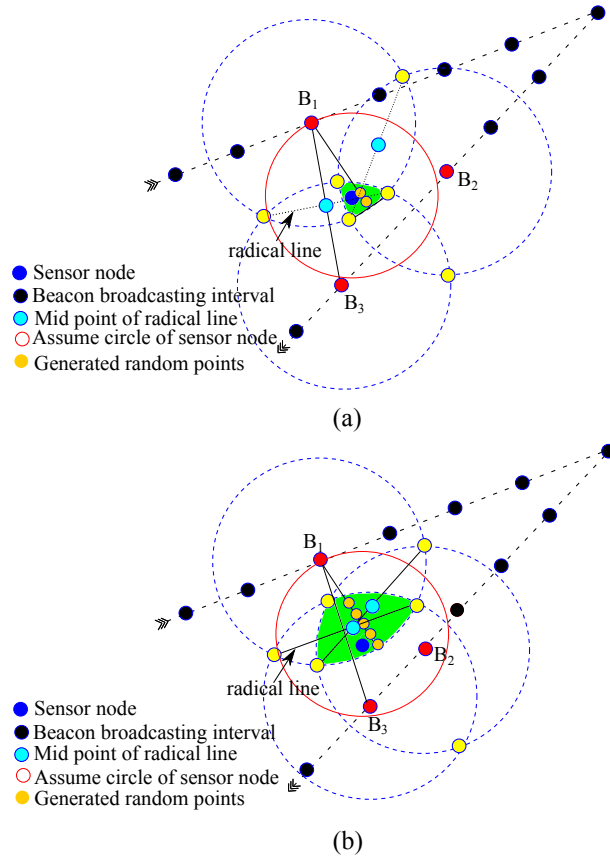 B1
B2
radical line
B3
Sensor node
Beacon broadcasting interval
Mid point of radical line
Assume circle of sensor node
Generated random points
(a)
B1
B2
radical line
B3
Sensor node
Beacon broadcasting interval
Mid point of radical line
Assume circle of sensor node
Generated random points
(b)